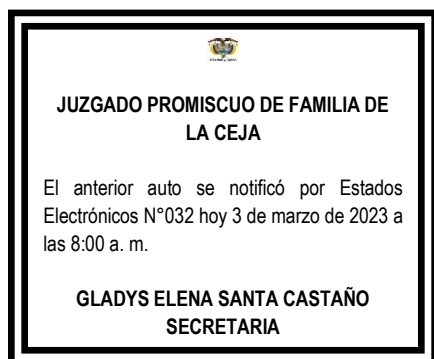 JUZGADO PROMISCUO DE FAMILIA DE
LA CEJA
El anterior auto se notificó por Estados
Electrónicos N°032 hoy 3 de marzo de 2023 a
las 8:00 a. m.
GLADYS ELENA SANTA CASTAÑO
SECRETARIA